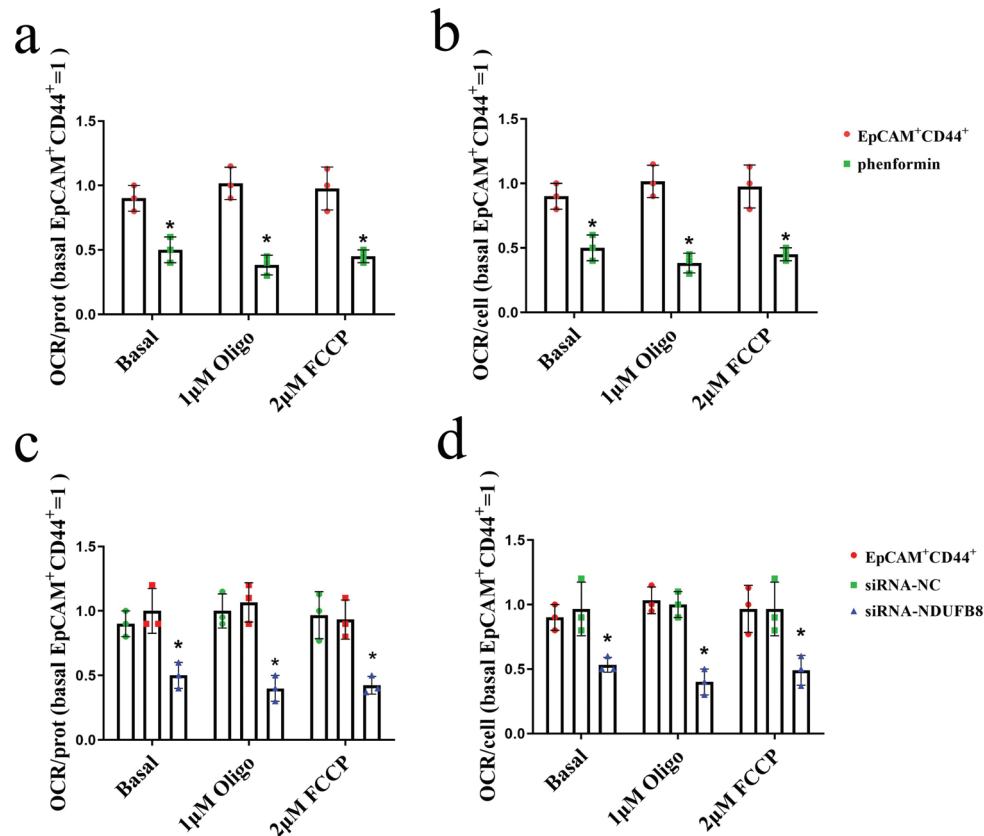 a
OCR/prot (basal EpCAM⁺CD44⁺=1 )
1.5
1.0
0.5
0.0
*
*
*
Basal
1μM Oligo
2μM FCCP
b
OCR/cell (basal EpCAM⁺CD44⁺=1 )
1.5
1.0
0.5
0.0
*
*
*
Basal
1μM Oligo
2μM FCCP
EpCAM⁺CD44⁺
phenformin
c
OCR/prot (basal EpCAM⁺CD44⁺=1 )
1.5
1.0
0.5
0.0
*
*
*
Basal
1μM Oligo
2μM FCCP
d
OCR/cell (basal EpCAM⁺CD44⁺=1 )
1.5
1.0
0.5
0.0
*
*
*
Basal
1μM Oligo
2μM FCCP
EpCAM⁺CD44⁺
siRNA-NC
siRNA-NDUFB8